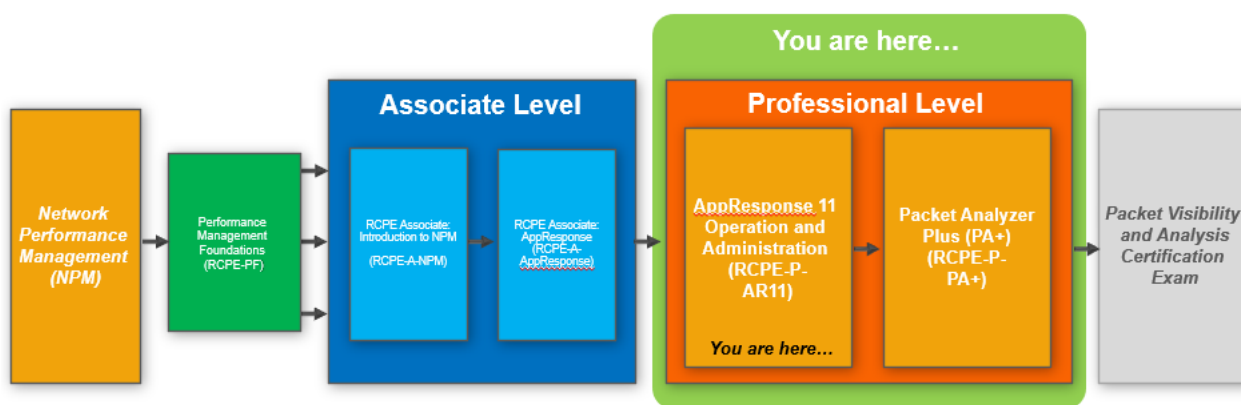 You are here…
Network
Performance
Management
(NPM)
Performance
Management
Foundations
(RCPE-PF)
Associate Level
RCPE Associate:
Introduction to NPM
(RCPE-A-NPM)
RCPE Associate:
AppResponse
(RCPE-A-
AppResponse)
Professional Level
AppResponse 11
Operation and
Administration
(RCPE-P-
AR11)
You are here…
Packet Analyzer
Plus (PA+)
(RCPE-P-
PA+)
Packet Visibility
and Analysis
Certification
Exam